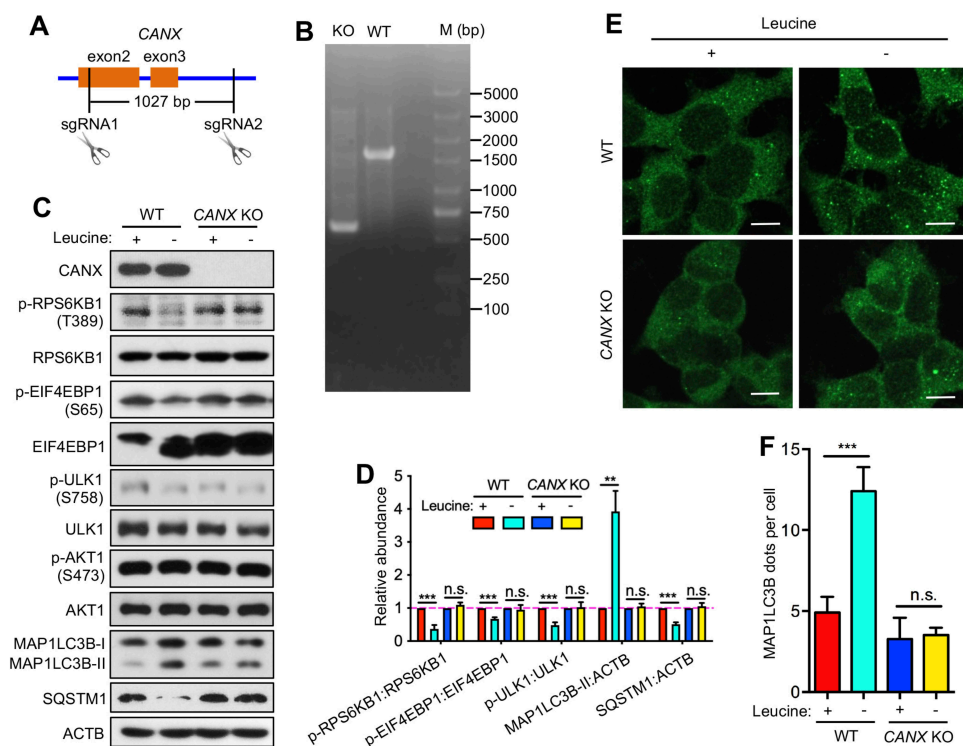 A
CANX
exon2 exon3
1027 bp
sgRNA1 sgRNA2
B
KO WT M (bp)
5000
3000
2000
1500
1000
750
500
250
100
C
WT CANX KO
Leucine: + - + -
CANX
p-RPS6KB1
(T389)
RPS6KB1
p-EIF4EBP1
(S65)
EIF4EBP1
p-ULK1
(S758)
ULK1
p-AKT1
(S473)
AKT1
MAP1LC3B-I
MAP1LC3B-II
SQSTM1
ACTB
D
Relative abundance
5
4
2
1
0
WT CANX KO
Leucine: + - + -
*** n.s. *** n.s. *** n.s. ** n.s. *** n.s.
p-RPS6KB1:RPS6KB1
p-EIF4EBP1:EIF4EBP1
p-ULK1:ULK1
MAP1LC3B-II:ACTB
SQSTM1:ACTB
E
Leucine
+ -
WT
CANX KO
F
MAP1LC3B dots per cell
15
10
5
0
***
n.s.
Leucine: + - + -
WT CANX KO